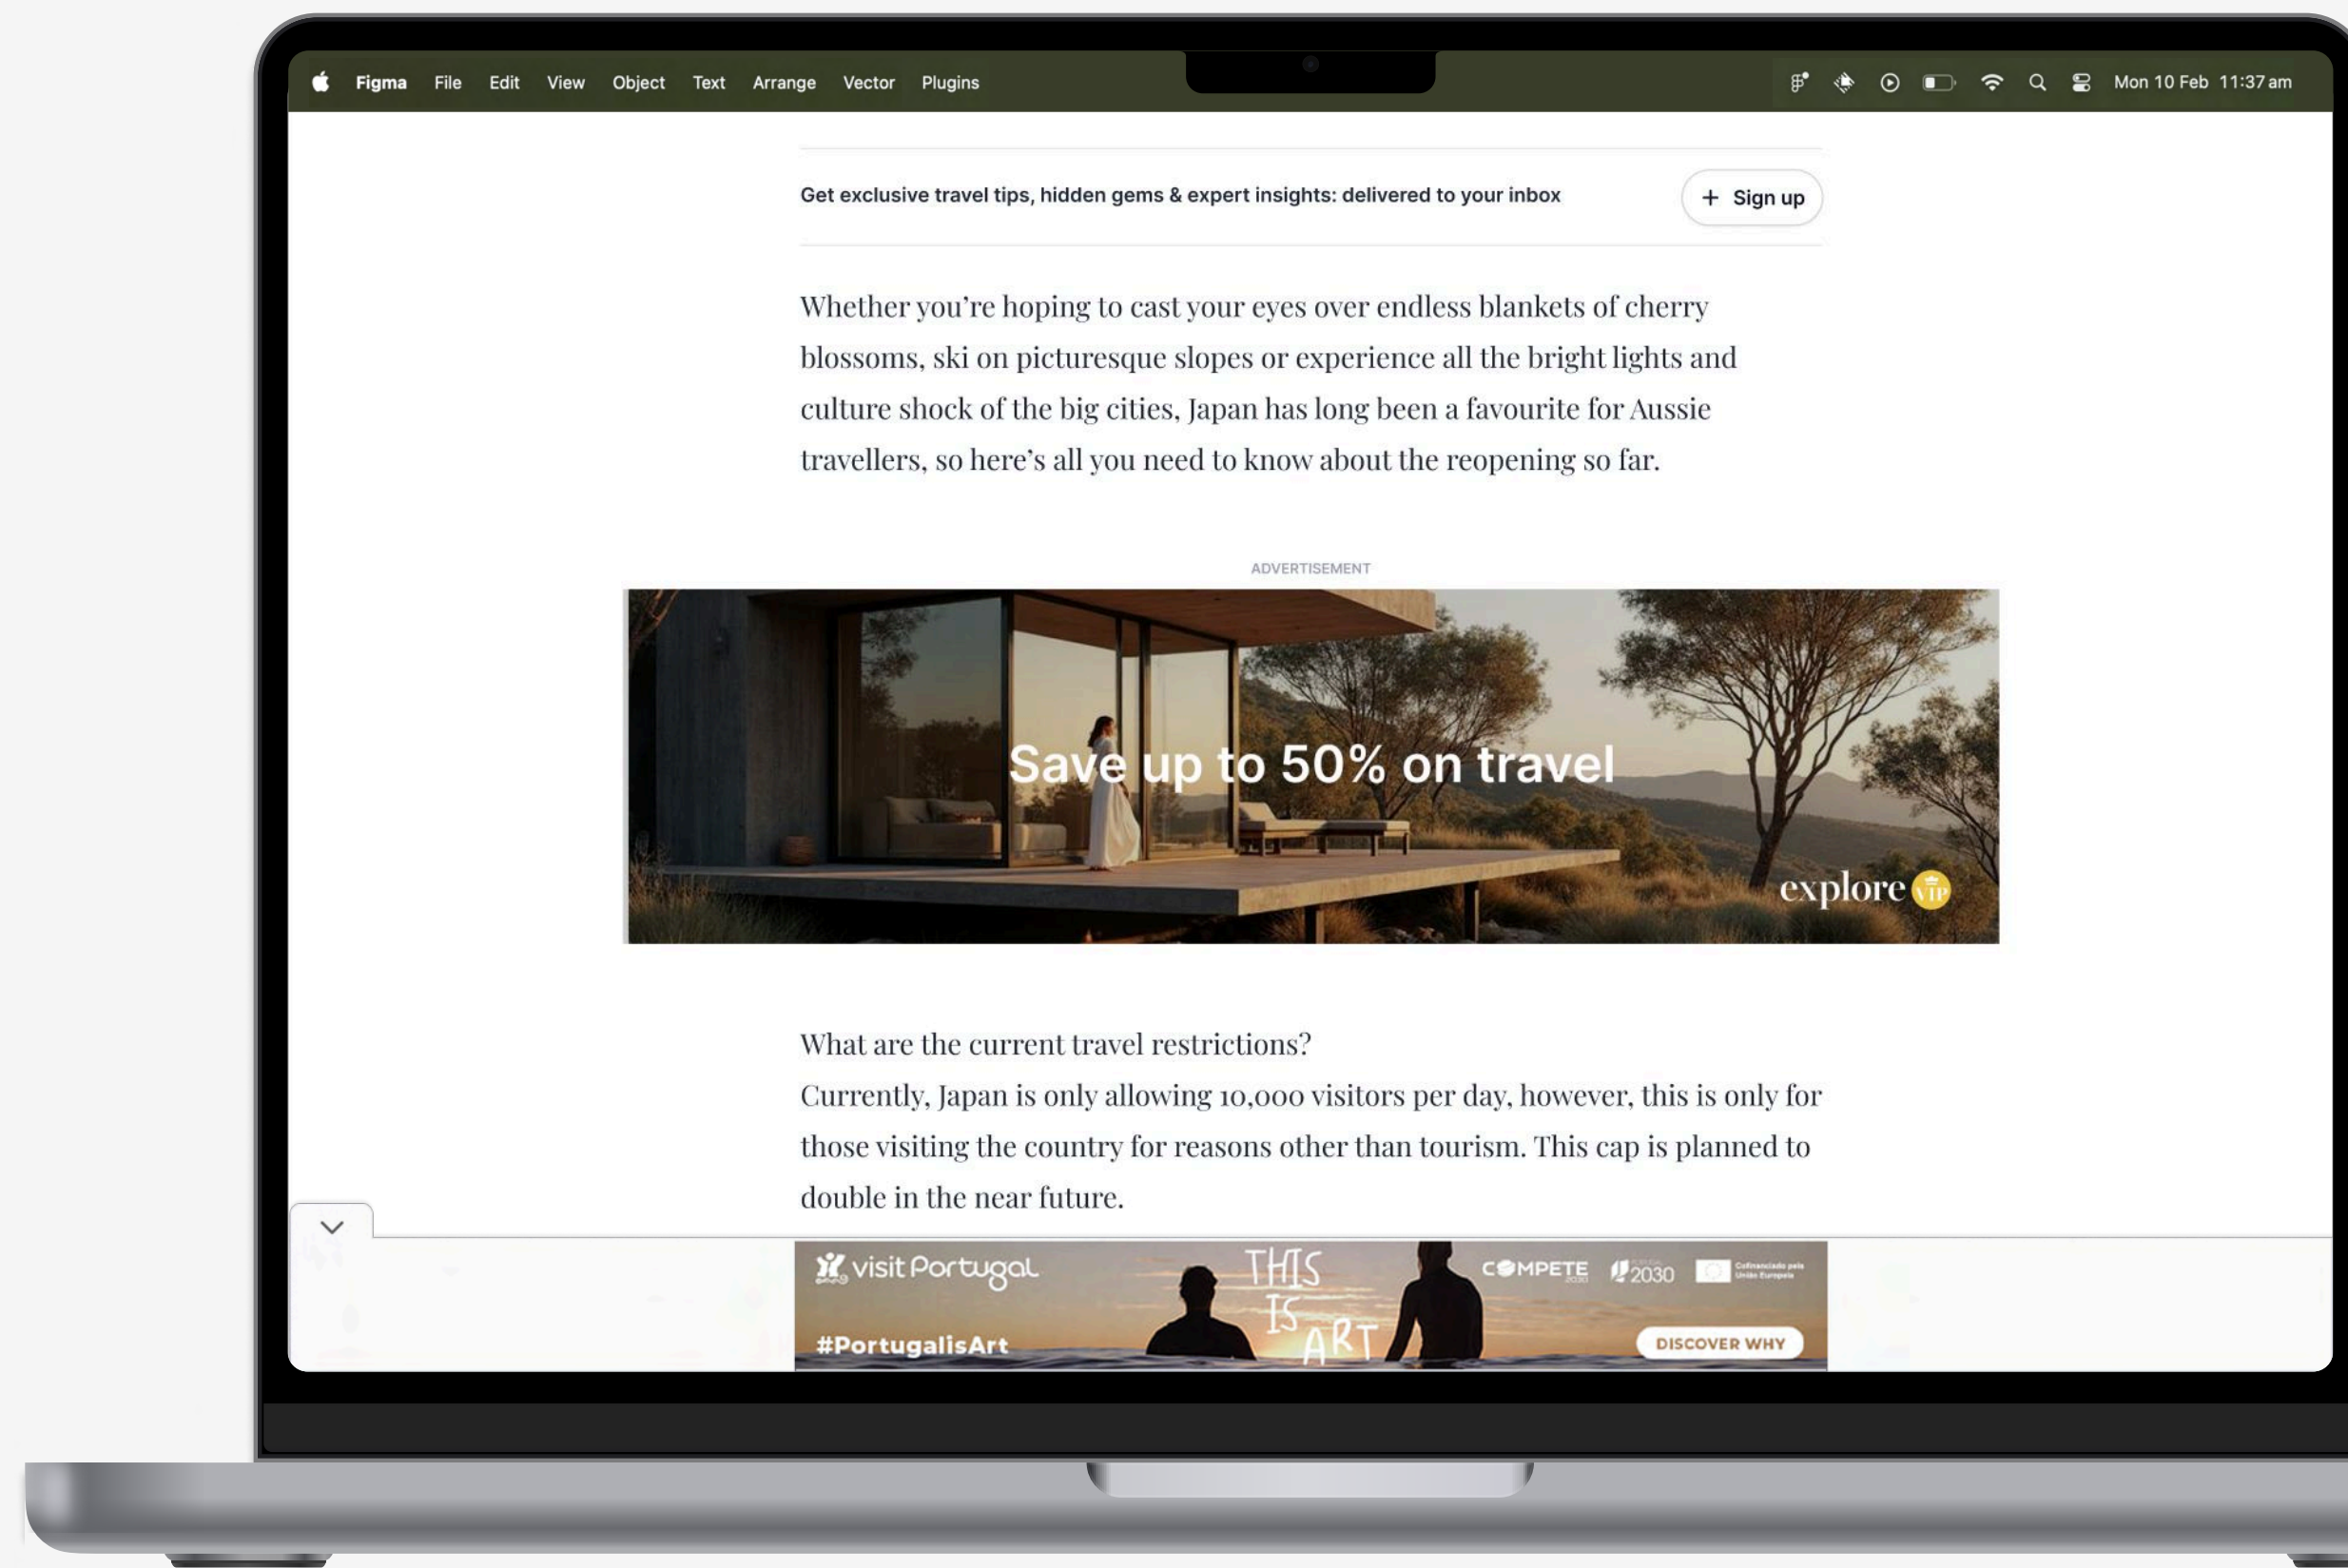 Figma File Edit View Object Text Arrange Vector Plugins Mon 10 Feb 11:37 am
Get exclusive travel tips, hidden gems & expert insights: delivered to your inbox + Sign up
Whether you’re hoping to cast your eyes over endless blankets of cherry
blossoms, ski on picturesque slopes or experience all the bright lights and
culture shock of the big cities, Japan has long been a favourite for Aussie
travellers, so here’s all you need to know about the reopening so far.
ADVERTISEMENT
Save up to 50% on travel
explore VIP
What are the current travel restrictions?
Currently, Japan is only allowing 10,000 visitors per day, however, this is only for
those visiting the country for reasons other than tourism. This cap is planned to
double in the near future.
visit Portugal
#PortugalisArt
THIS
IS
ART
COMPETE
2030
2030
Cofinanciado pela
União Europeia
DISCOVER WHY